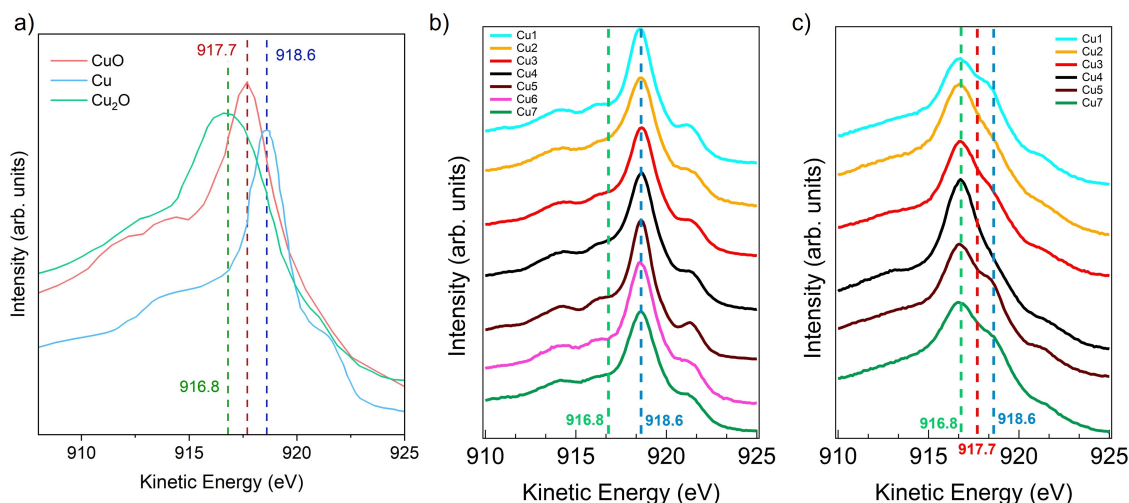 a)
917.7
918.6
CuO
Cu
Cu₂O
916.8
Intensity (arb. units)
910
915
920
925
Kinetic Energy (eV)
b)
Cu1
Cu2
Cu3
Cu4
Cu5
Cu6
Cu7
916.8
918.6
Intensity (arb. units)
910
915
920
925
Kinetic Energy (eV)
c)
Cu1
Cu2
Cu3
Cu4
Cu5
Cu7
916.8
917.7
918.6
Intensity (arb. units)
910
915
920
925
Kinetic Energy (eV)